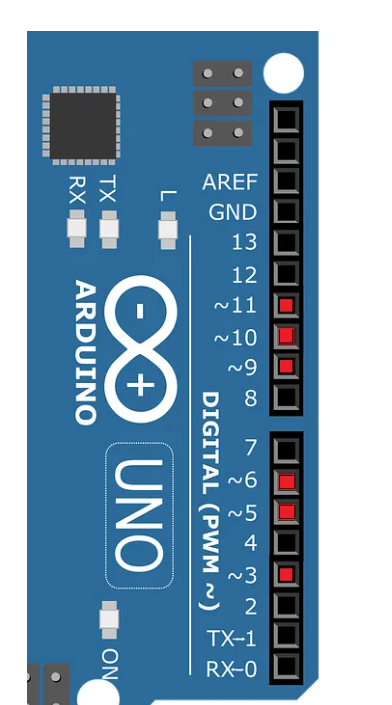 RX
TX
L
AREF
GND
13
12
~11
~10
~9
8
ARDUINO
- +
UNO
DIGITAL (PWM ~)
7
~6
~5
4
~3
2
TX→1
RX←0
ON